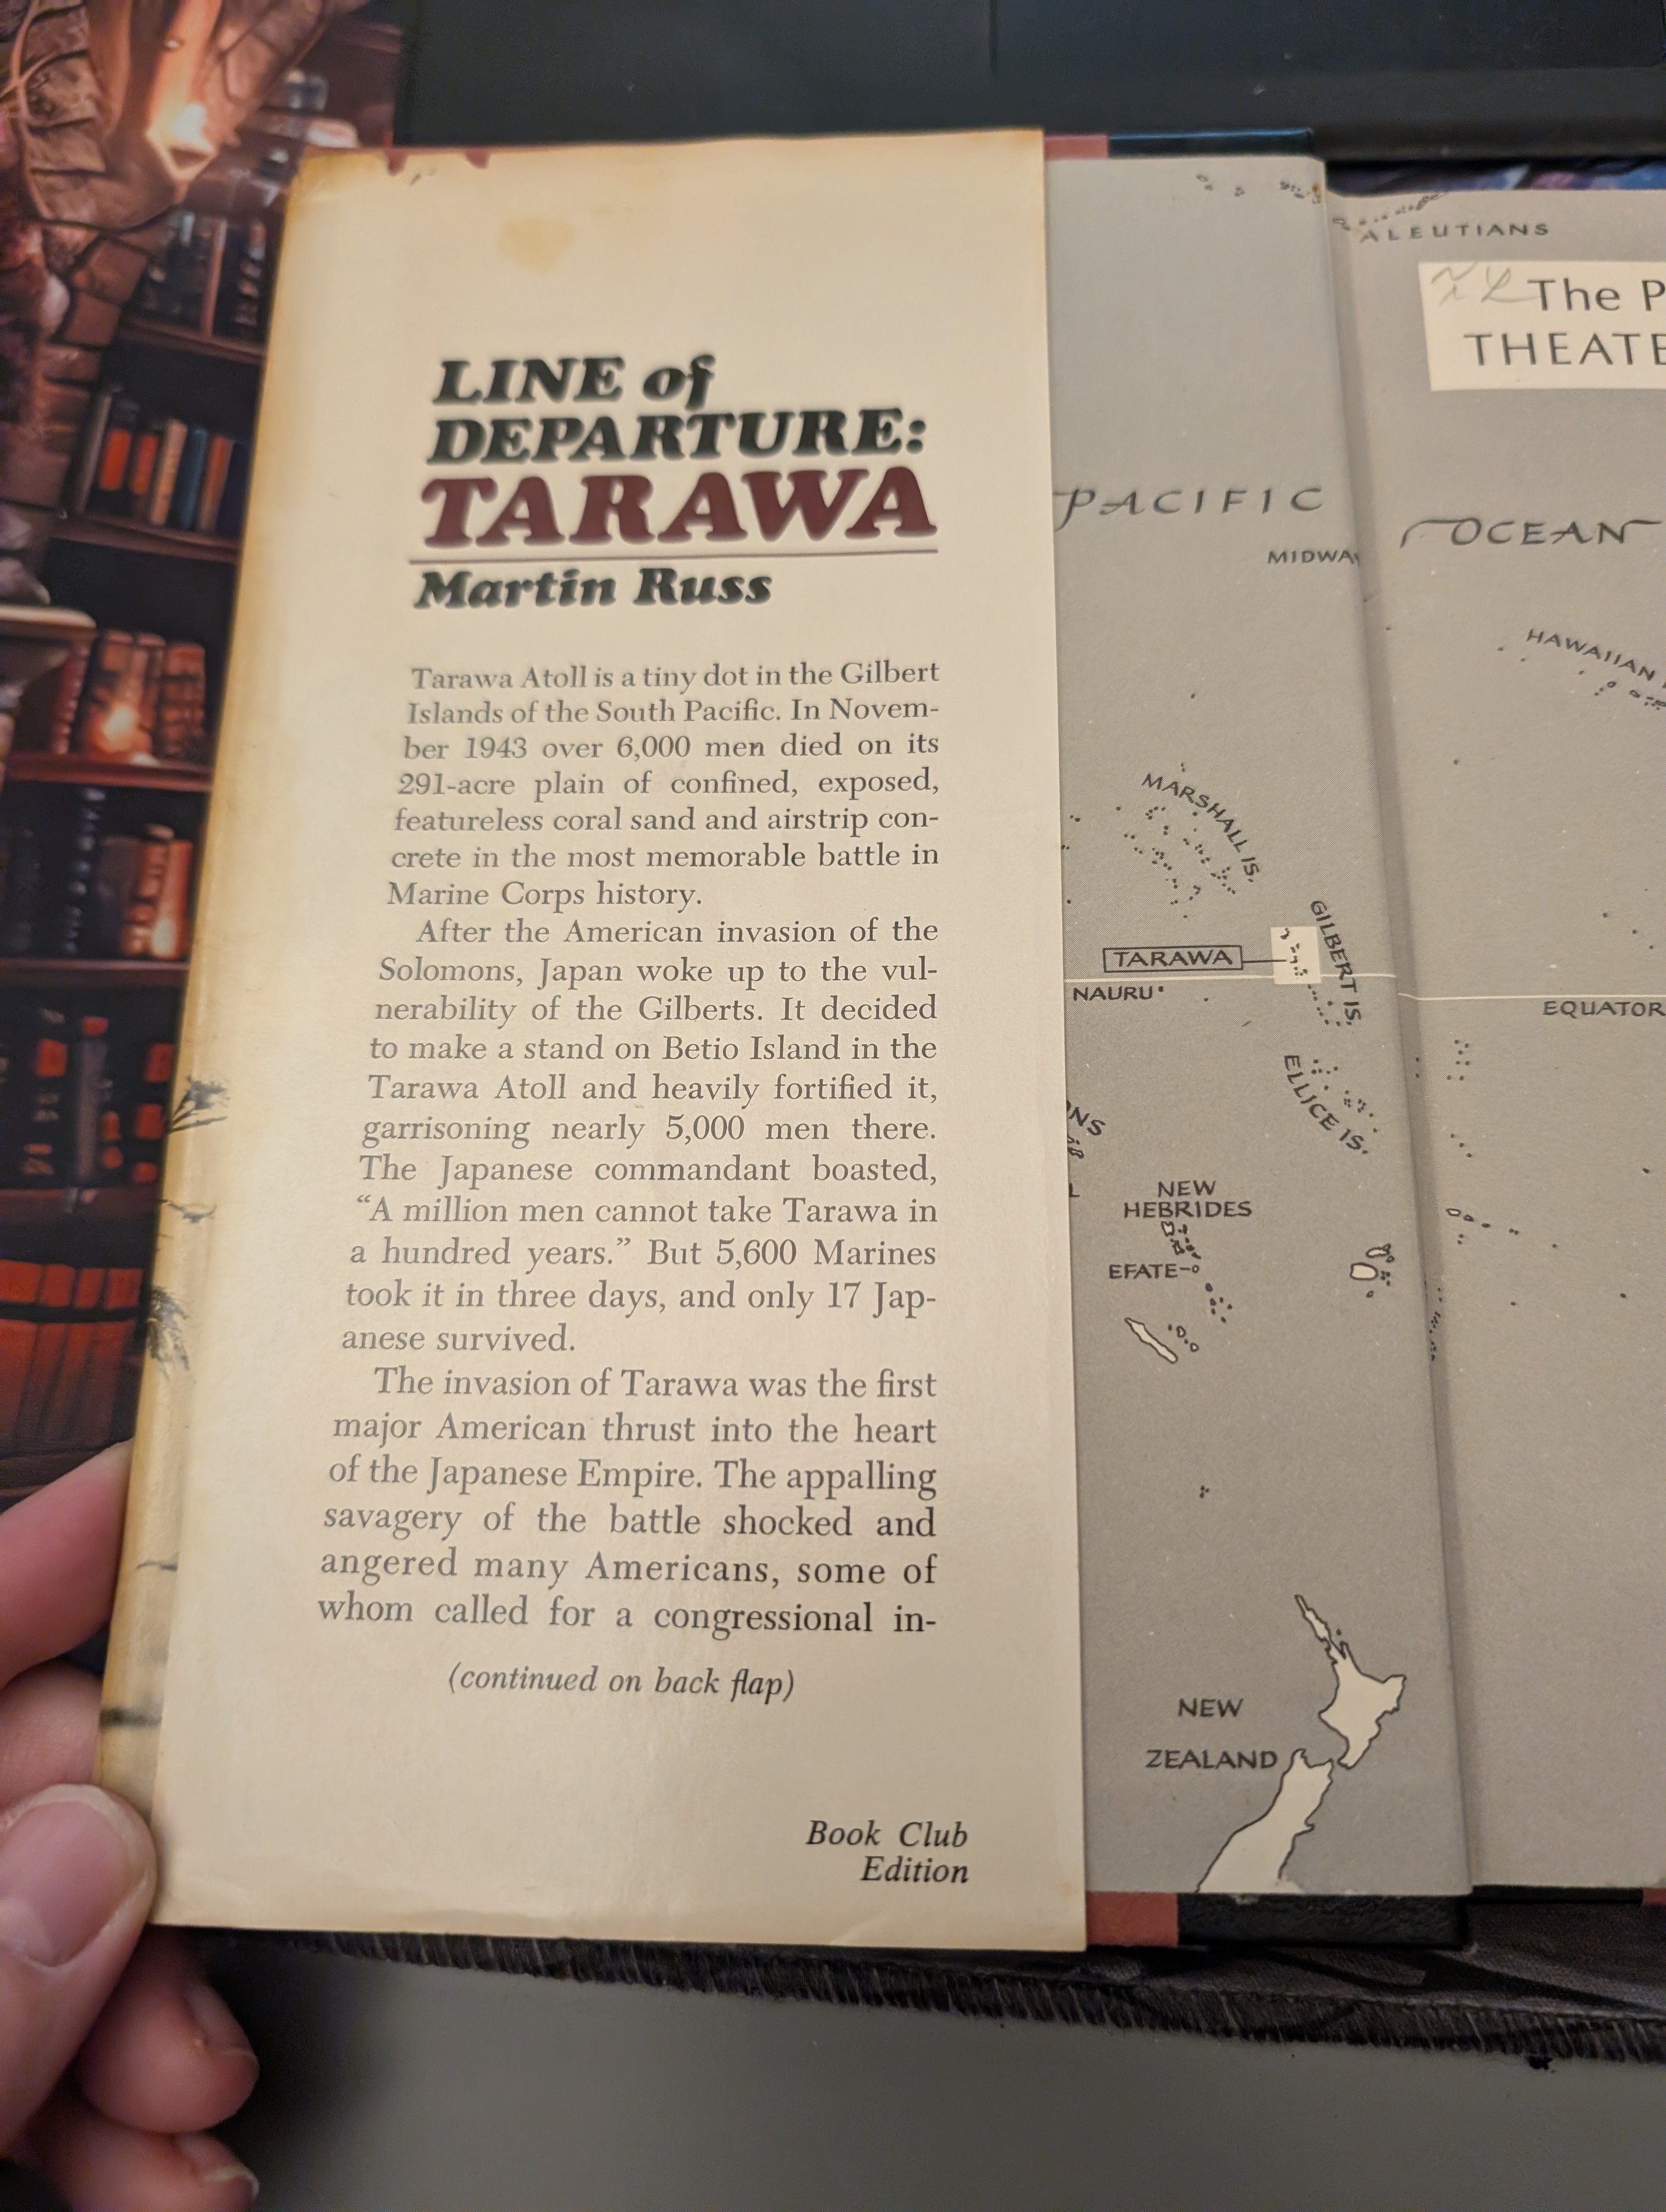 LINE of
DEPARTURE:
TARAWA
Martin Russ
Tarawa Atoll is a tiny dot in the Gilbert
Islands of the South Pacific. In Novem-
ber 1943 over 6,000 men died on its
291-acre plain of confined, exposed,
featureless coral sand and airstrip con-
crete in the most memorable battle in
Marine Corps history.
After the American invasion of the
Solomons, Japan woke up to the vul-
nerability of the Gilberts. It decided
to make a stand on Betio Island in the
Tarawa Atoll and heavily fortified it,
garrisoning nearly 5,000 men there.
The Japanese commandant boasted,
“A million men cannot take Tarawa in
a hundred years.” But 5,600 Marines
took it in three days, and only 17 Jap-
anese survived.
The invasion of Tarawa was the first
major American thrust into the heart
of the Japanese Empire. The appalling
savagery of the battle shocked and
angered many Americans, some of
whom called for a congressional in-
(continued on back flap)
Book Club
Edition
ALEUTIANS
The P
THEATE
PACIFIC
OCEAN
MIDWA
HAWAIIAN
MARSHALL IS.
GILBERT IS.
TARAWA
NAURU
EQUATOR
ELLICE IS.
NS
L
NEW
HEBRIDES
EFATE
NEW
ZEALAND